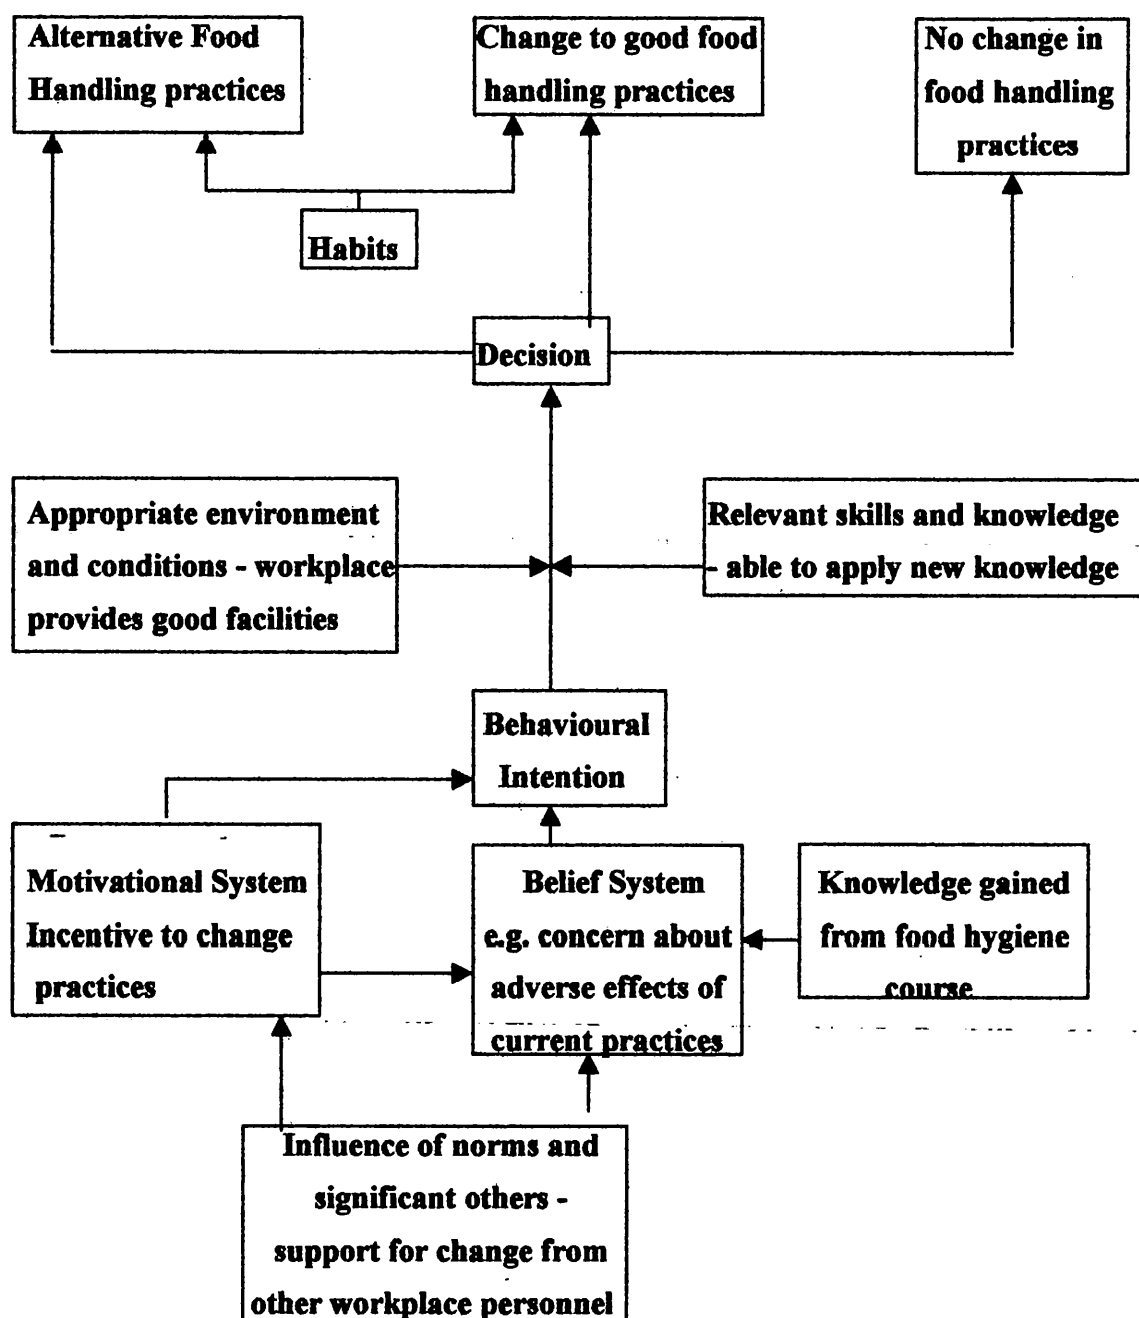 Alternative Food
Handling practices
Change to good food
handling practices
No change in
food handling
practices
Habits
Decision
Appropriate environment
and conditions - workplace
provides good facilities
Relevant skills and knowledge
- able to apply new knowledge
Behavioural
Intention
Motivational System
Incentive to change
practices
Belief System
e.g. concern about
adverse effects of
current practices
Knowledge gained
from food hygiene
course
Influence of norms and
significant others -
support for change from
other workplace personnel